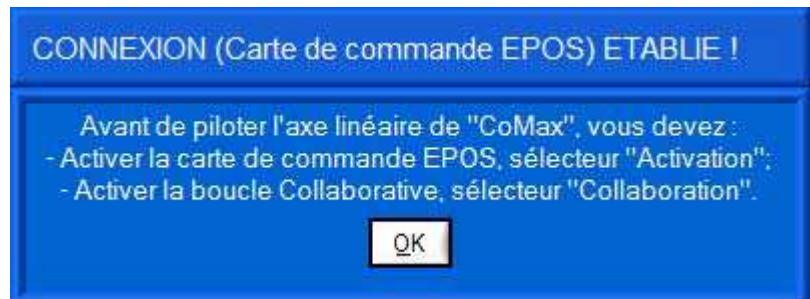 CONNEXION (Carte de commande EPOS) ETABLIE !
Avant de piloter l'axe linéaire de "CoMax", vous devez :
- Activer la carte de commande EPOS, sélecteur "Activation";
- Activer la boucle Collaborative, sélecteur "Collaboration".
OK